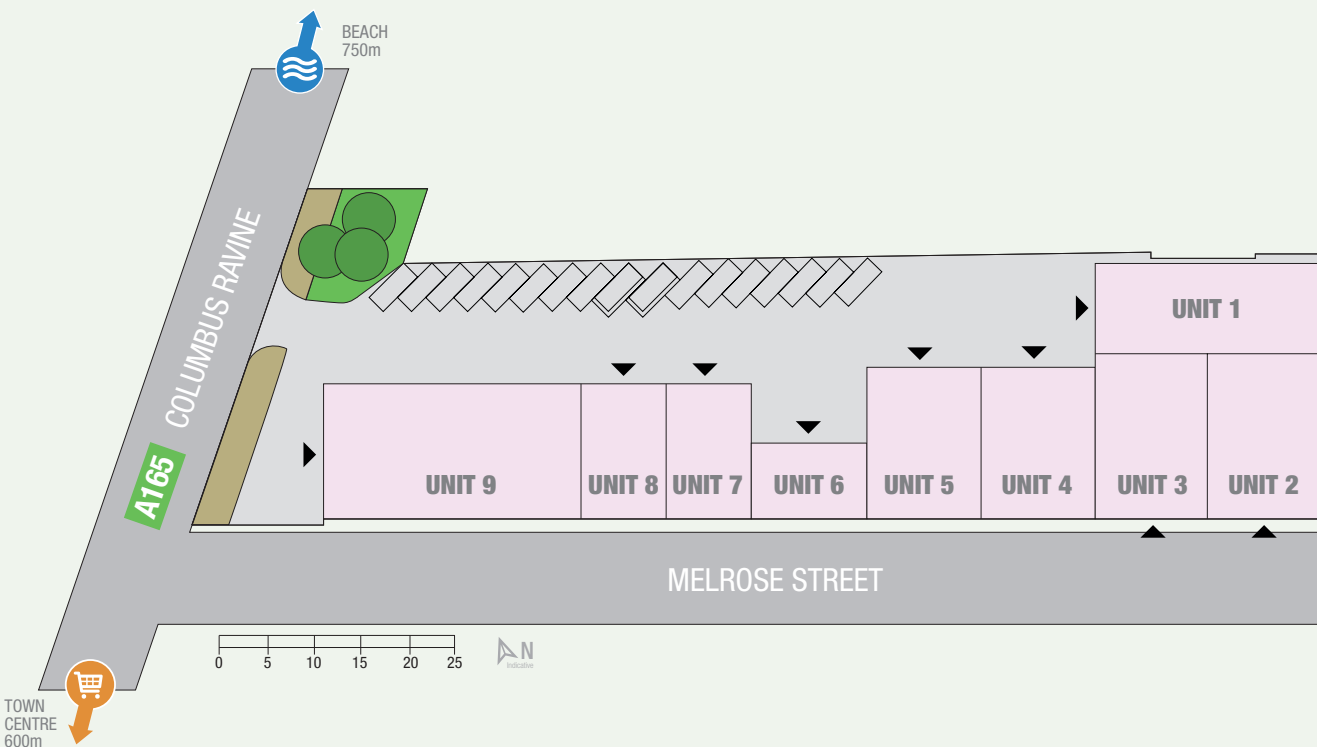 BEACH
750m
COLUMBUS RAVINE
A165
UNIT 1
UNIT 9
UNIT 8
UNIT 7
UNIT 6
UNIT 5
UNIT 4
UNIT 3
UNIT 2
MELROSE STREET
0 5 10 15 20 25
N
Indicative
TOWN
CENTRE
600m